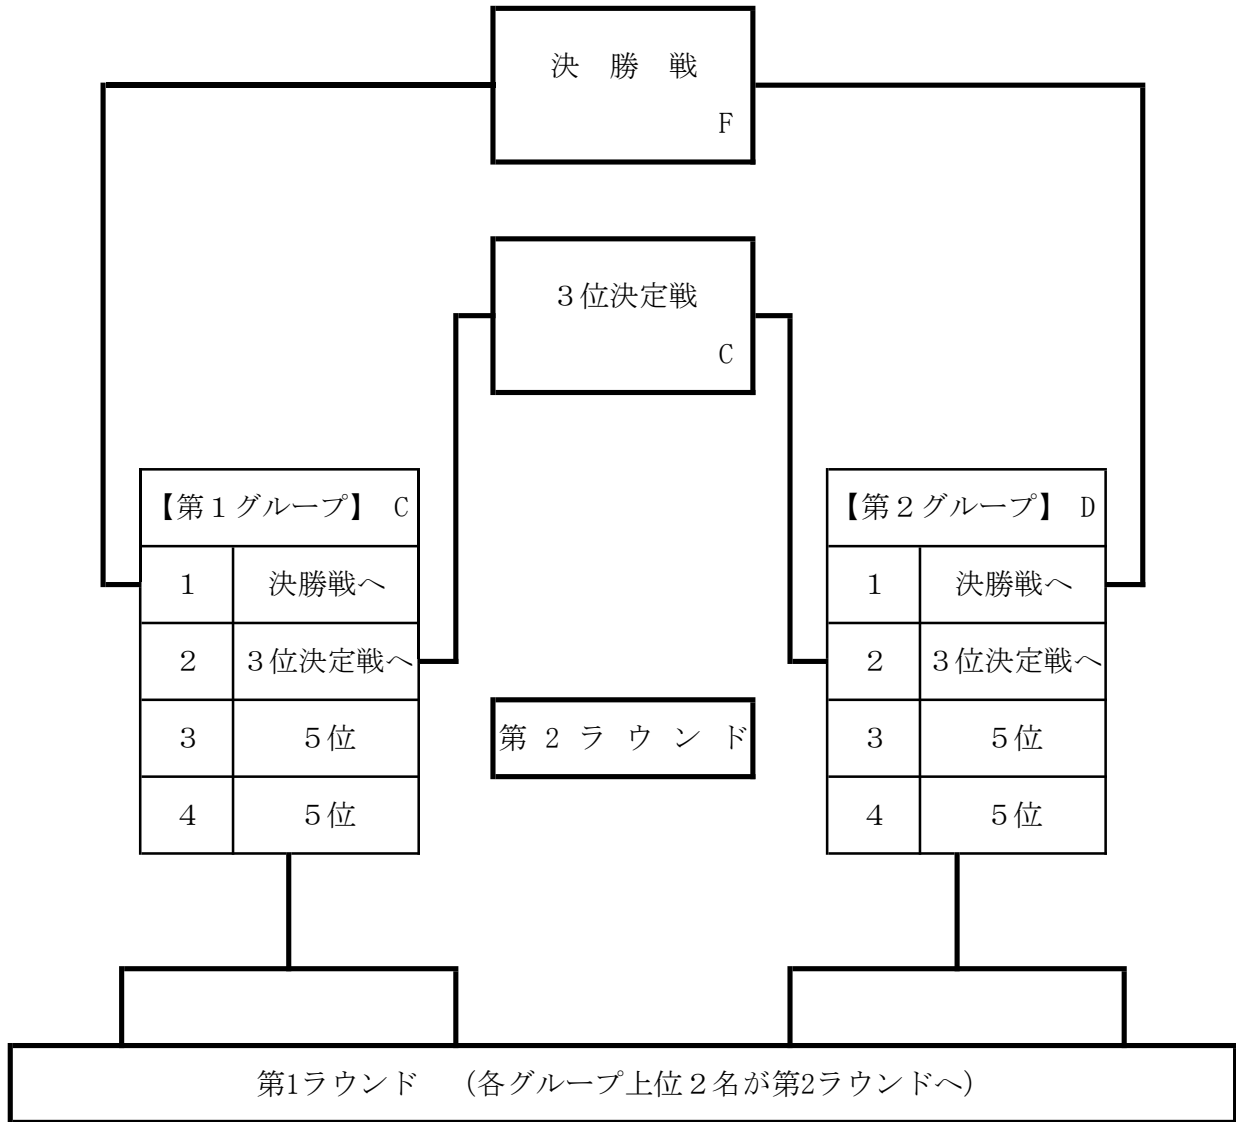 決　勝　戦
F
３位決定戦
C
【第１グループ】 C
1 決勝戦へ
2 ３位決定戦へ
3 ５位
4 ５位
【第２グループ】 D
1 決勝戦へ
2 ３位決定戦へ
3 ５位
4 ５位
第 2 ラ ウ ン ド
第1ラウンド　（各グループ上位２名が第2ラウンドへ）